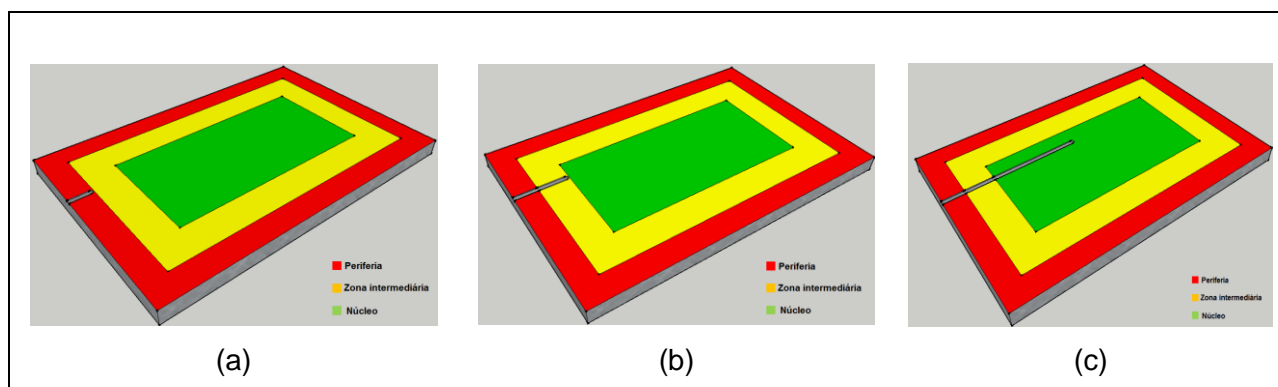 Periferia
Zona intermediária
Núcleo
(a)
Periferia
Zona intermediária
Núcleo
(b)
Periferia
Zona intermediária
Núcleo
(c)